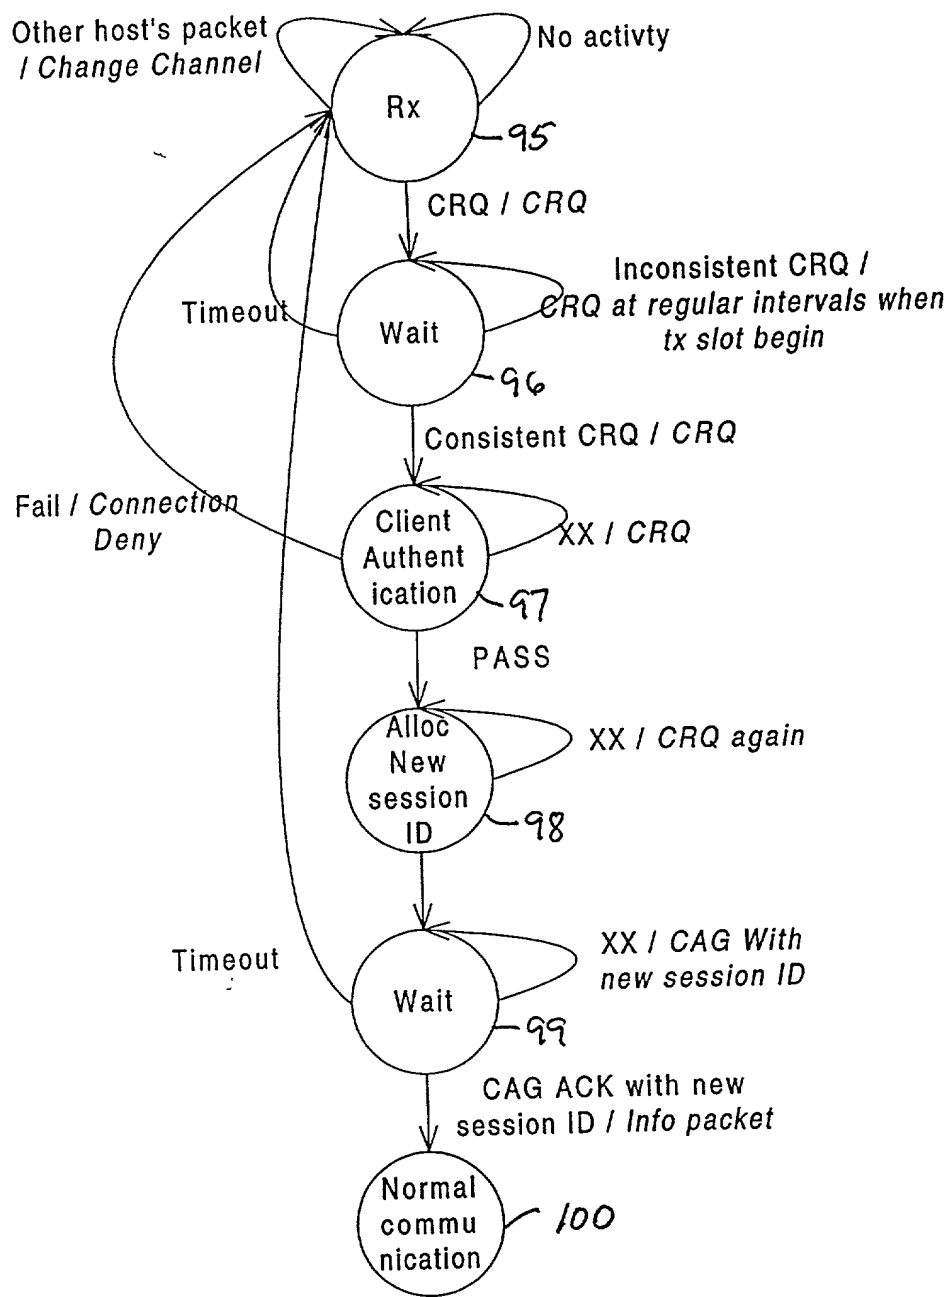 Other host's packet
/ Change Channel
No activty
Rx
95
CRQ / CRQ
Inconsistent CRQ /
CRQ at regular intervals when
tx slot begin
Timeout
Wait
96
Consistent CRQ / CRQ
Fail / Connection
Deny
Client
Authent
ication
XX / CRQ
97
PASS
Alloc
New
session
ID
XX / CRQ again
98
Timeout
XX / CAG With
new session ID
Wait
99
CAG ACK with new
session ID / Info packet
Normal
commu
nication
100